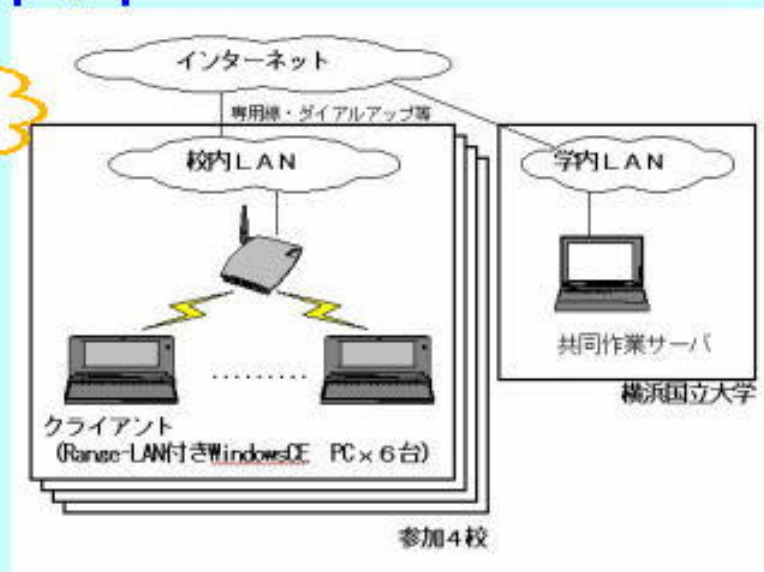 インターネット
専用線・ダイアルアップ等
校内LAN
学内LAN
共同作業サーバ
横浜国立大学
クライアント
(Range-LAN付きWindowsCE PC×6台)
参加4校